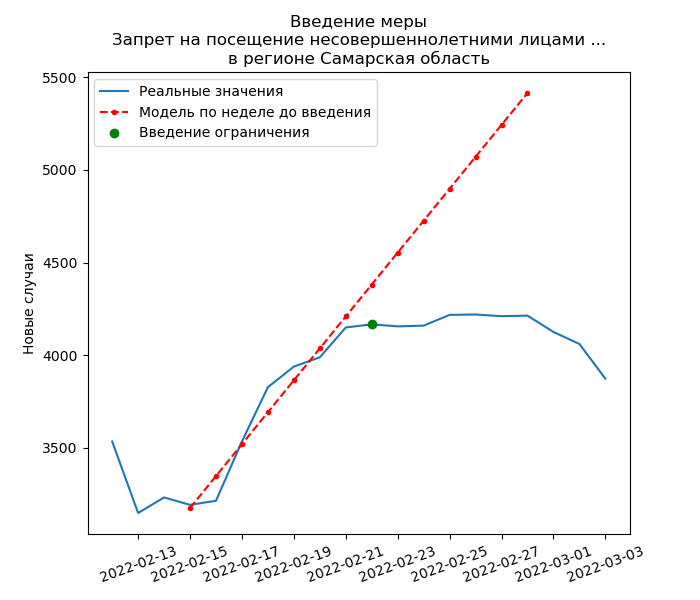 Введение меры
Запрет на посещение несовершеннолетними лицами ...
в регионе Самарская область
Реальные значения
Модель по неделе до введения
Введение ограничения
Новые случаи
5500
5000
4500
4000
3500
2022-02-13
2022-02-15
2022-02-17
2022-02-19
2022-02-21
2022-02-23
2022-02-25
2022-02-27
2022-03-01
2022-03-03